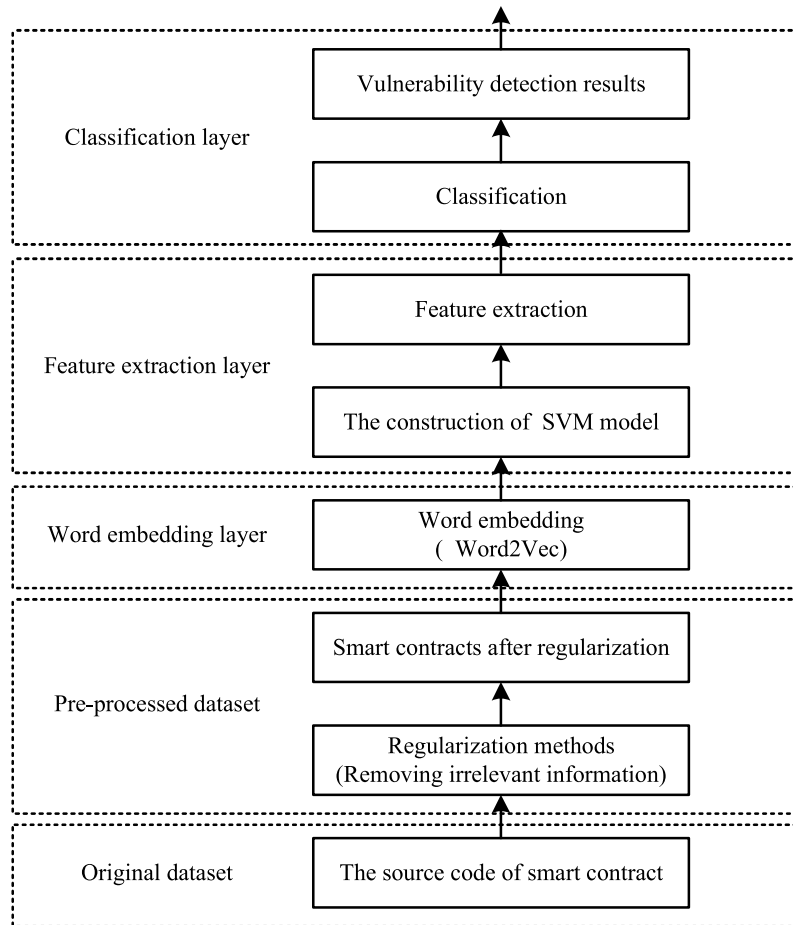 Vulnerability detection results
Classification layer
Classification
Feature extraction
Feature extraction layer
The construction of SVM model
Word embedding layer
Word embedding
( Word2Vec)
Smart contracts after regularization
Pre-processed dataset
Regularization methods
(Removing irrelevant information)
Original dataset
The source code of smart contract